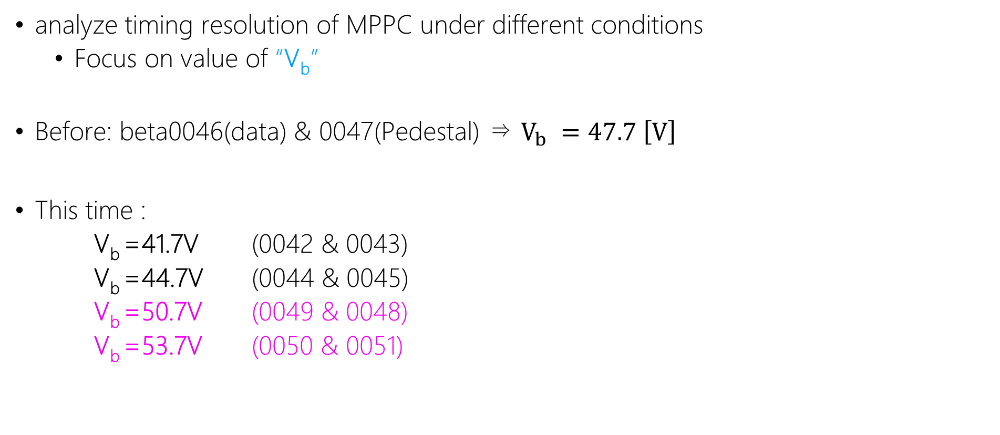 • analyze timing resolution of MPPC under different conditions
• Focus on value of “V_b”
• Before: beta0046(data) & 0047(Pedestal) ⇒ V_b = 47.7 [V]
• This time :
V_b =41.7V (0042 & 0043)
V_b =44.7V (0044 & 0045)
V_b =50.7V (0049 & 0048)
V_b =53.7V (0050 & 0051)